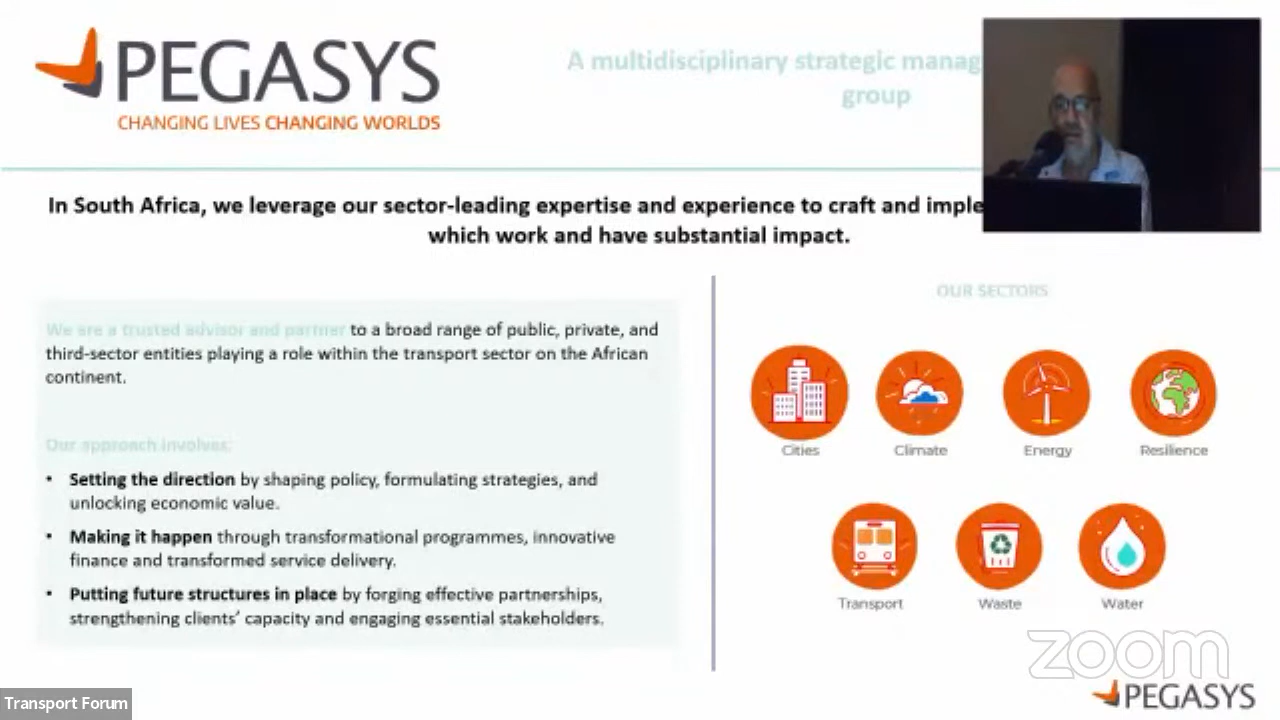 PEGASYS
CHANGING LIVES CHANGING WORLDS
A multidisciplinary strategic manag
group
In South Africa, we leverage our sector-leading expertise and experience to craft and imple
which work and have substantial impact.
We are a trusted advisor and partner to a broad range of public, private, and
third-sector entities playing a role within the transport sector on the African
continent.
Our approach involves:
• Setting the direction by shaping policy, formulating strategies, and
unlocking economic value.
• Making it happen through transformational programmes, innovative
finance and transformed service delivery.
• Putting future structures in place by forging effective partnerships,
strengthening clients' capacity and engaging essential stakeholders.
OUR SECTORS
Cities Climate Energy Resilience
Transport Waste Water
zoom
PEGASYS
Transport Forum